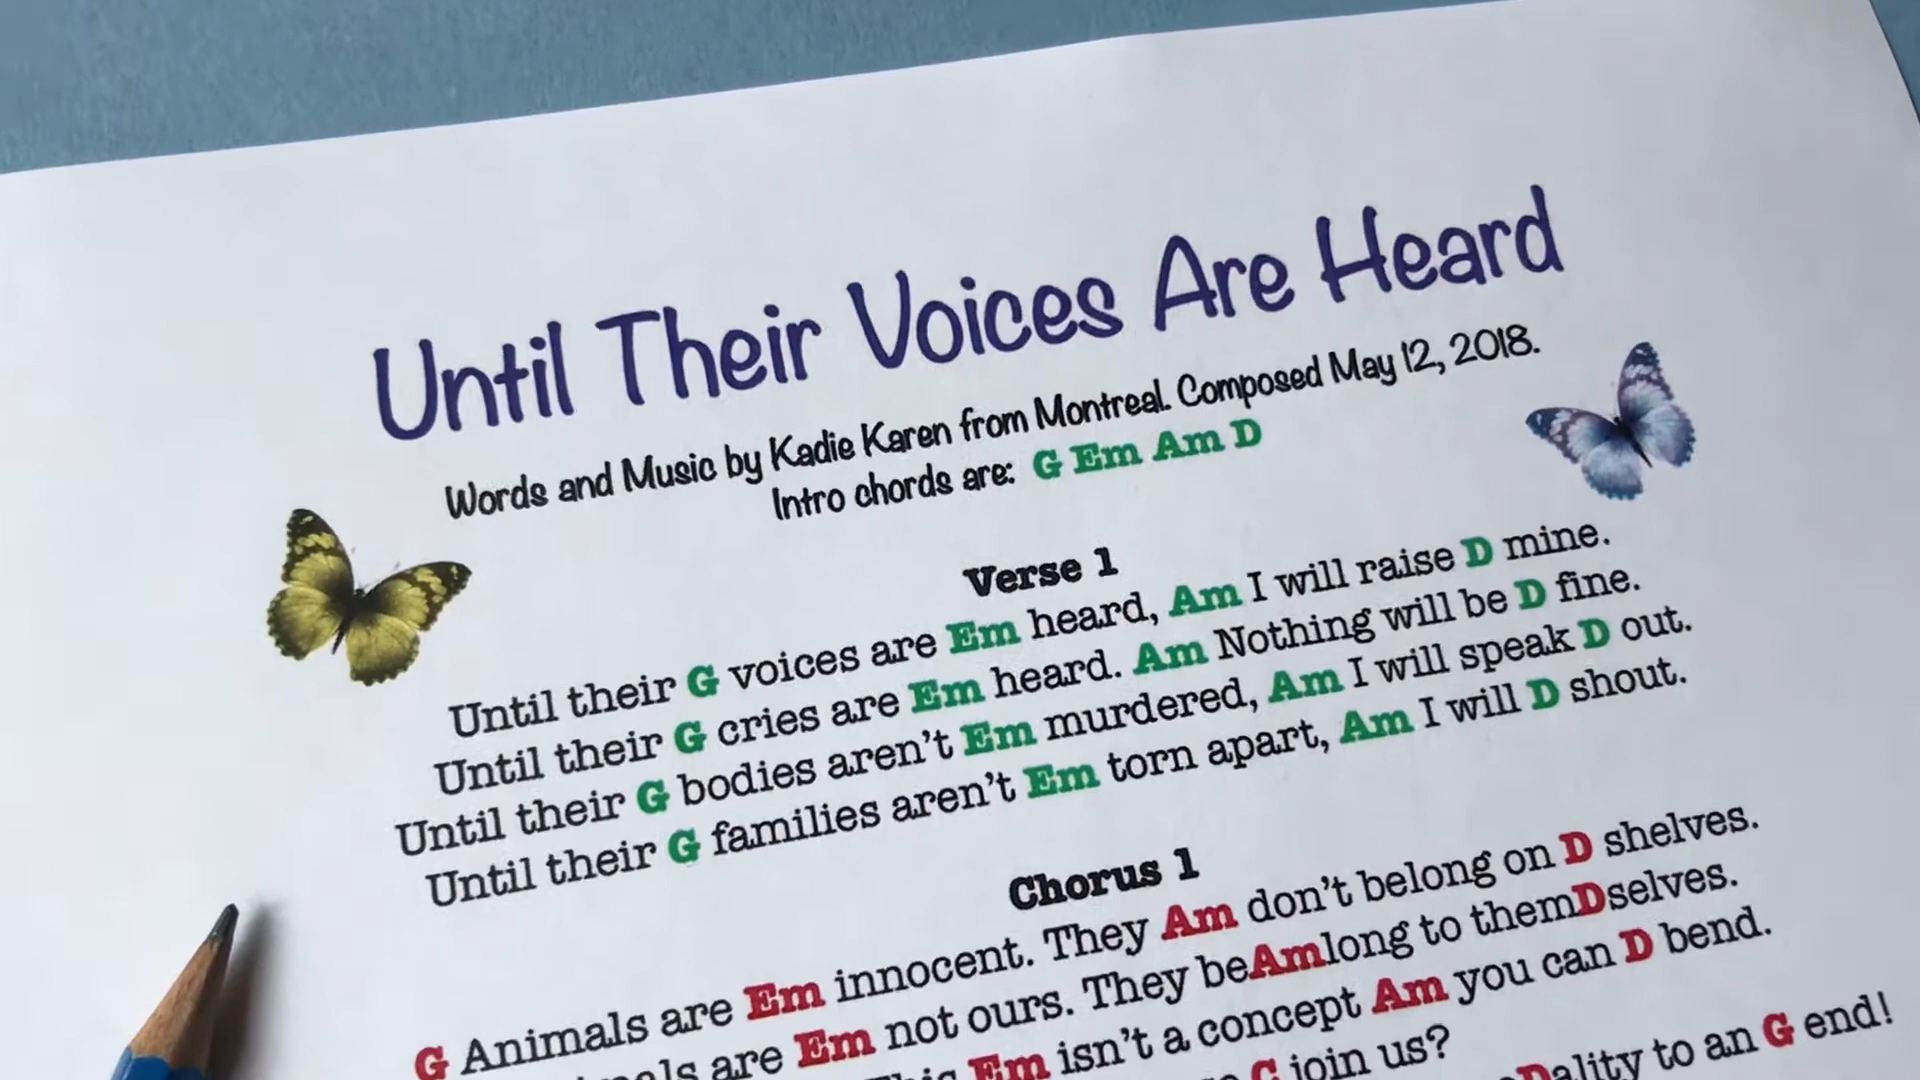 Until Their Voices Are Heard
Words and Music by Kadie Karen from Montreal. Composed May 12, 2018.
Intro chords are: G Em Am D
Verse 1
Until their G voices are Em heard, Am I will raise D mine.
Until their G cries are Em heard. Am Nothing will be D fine.
Until their G bodies aren't Em murdered, Am I will speak D out.
Until their G families aren't Em torn apart, Am I will D shout.
Chorus 1
G Animals are Em innocent. They Am don't belong on D shelves.
are Em not ours. They beAmlong to themDselves.
Em isn't a concept Am you can D bend.
C join us?
Dality to an G end!